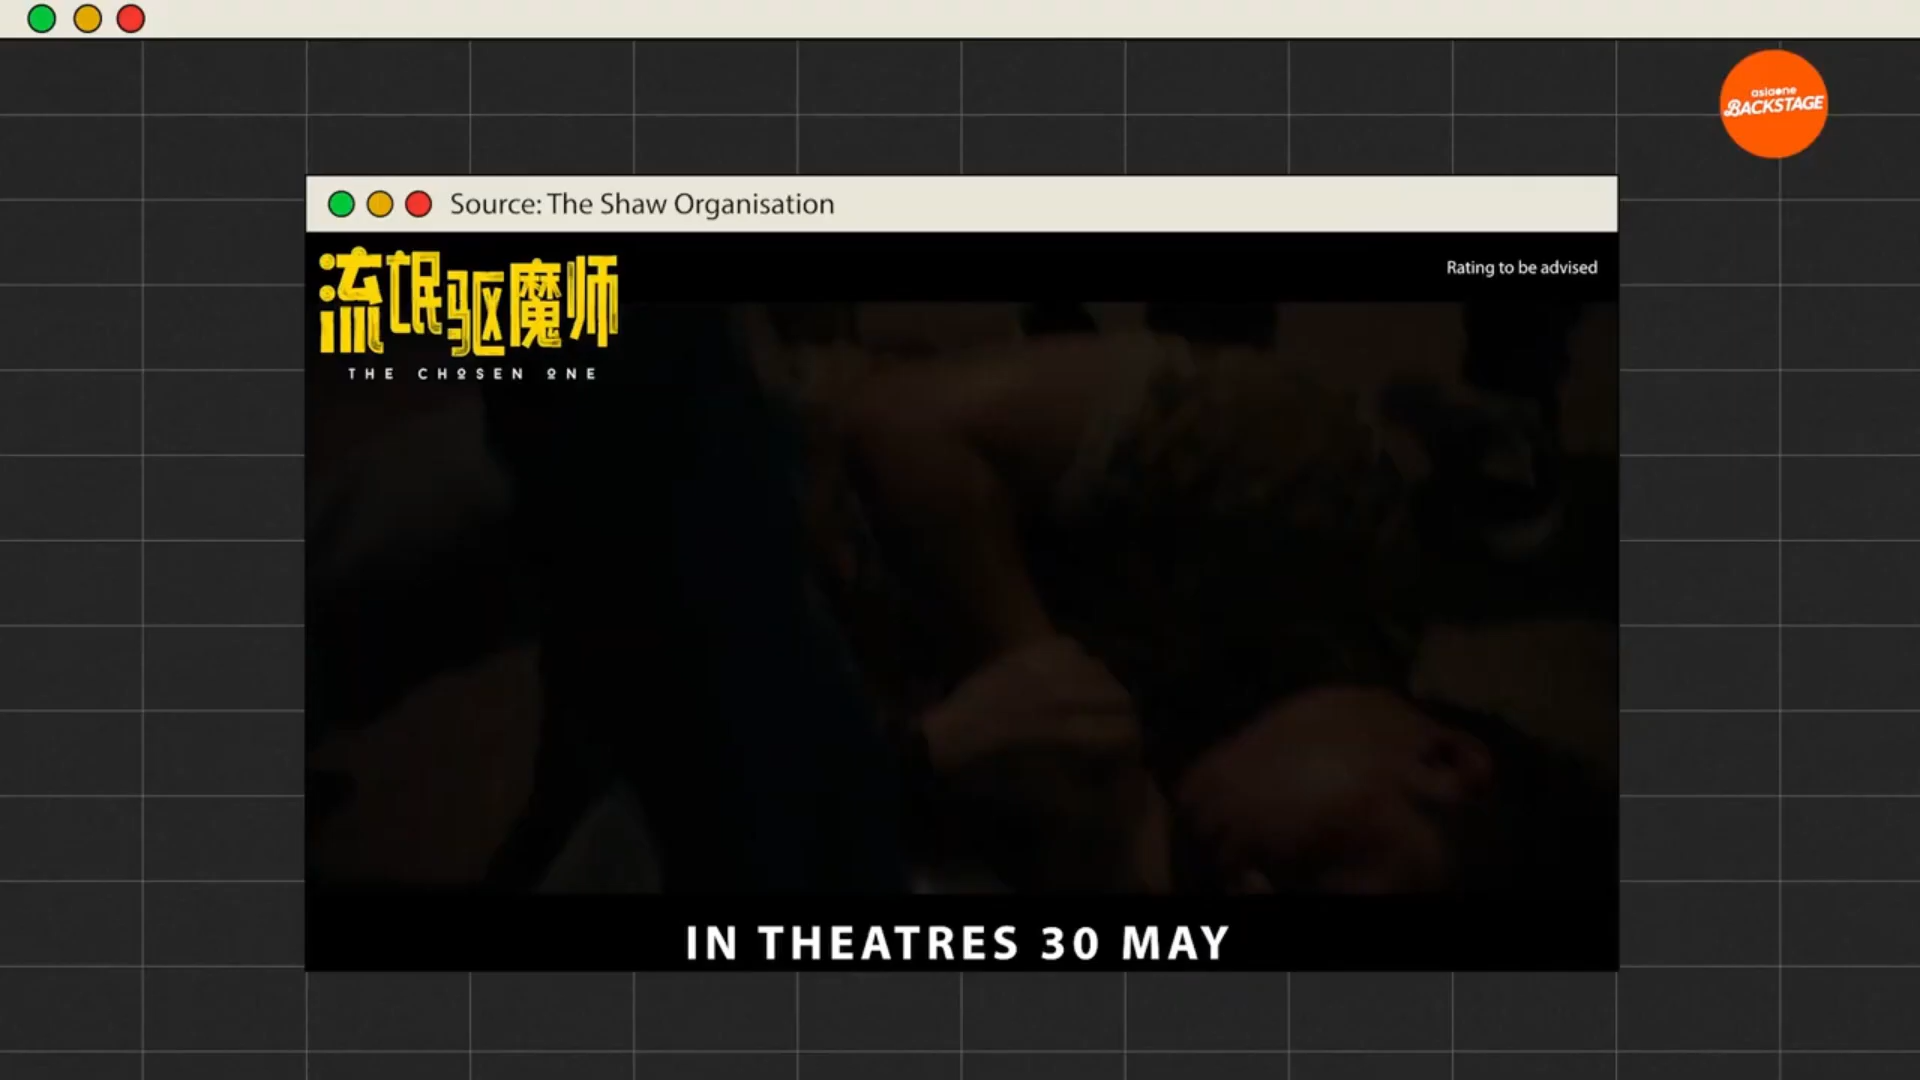 asiaone
BACKSTAGE
Source: The Shaw Organisation
流氓驱魔师
THE CHOSEN ONE
Rating to be advised
IN THEATRES 30 MAY